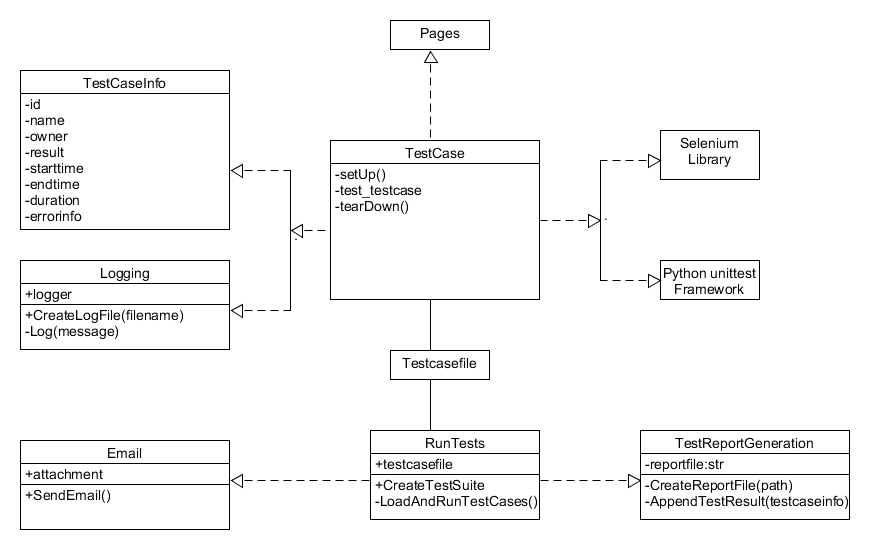 Pages
TestCaseInfo
-id
-name
-owner
-result
-starttime
-endtime
-duration
-errorinfo
TestCase
-setUp()
-test_testcase
-tearDown()
Selenium
Library
Logging
+logger
+CreateLogFile(filename)
-Log(message)
Python unittest
Framework
Testcasefile
Email
+attachment
+SendEmail()
RunTests
+testcasefile
+CreateTestSuite
-LoadAndRunTestCases()
TestReportGeneration
-reportfile:str
-CreateReportFile(path)
-AppendTestResult(testcaseinfo)